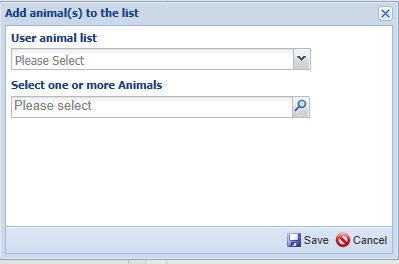 Add animal(s) to the list
User animal list
Please Select
Select one or more Animals
Please select
Save Cancel